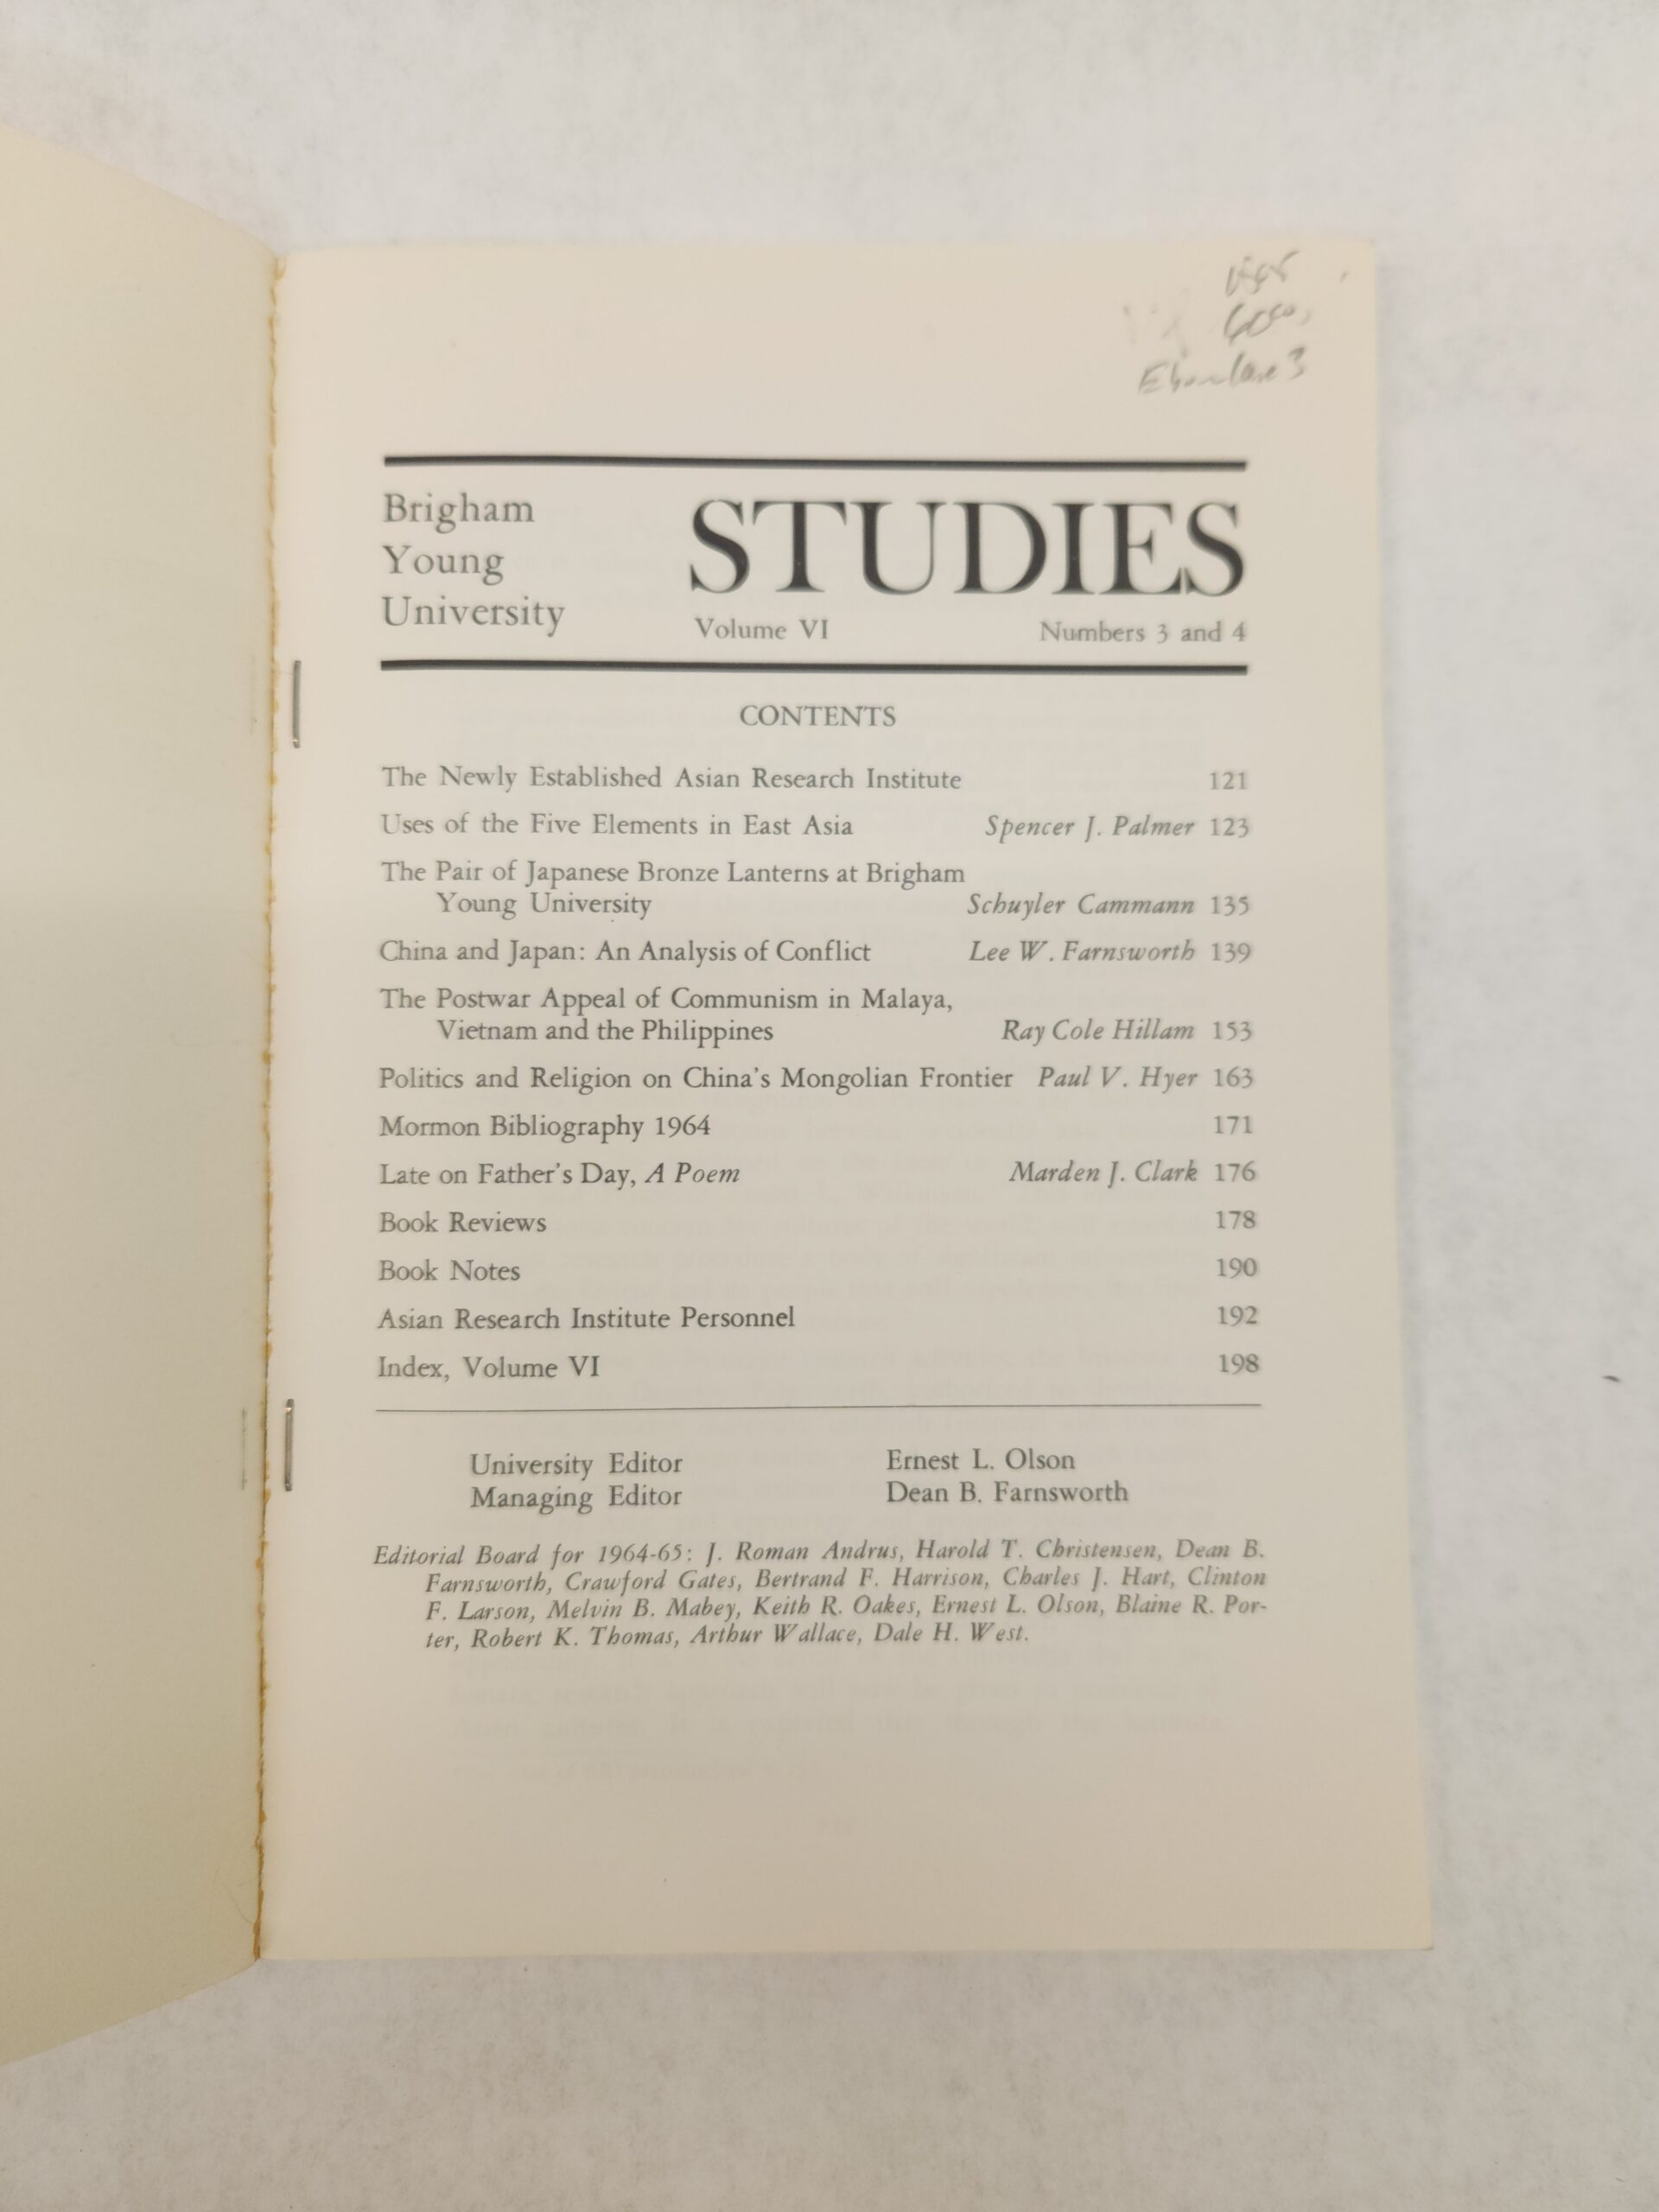 Brigham
Young
University
STUDIES
Volume VI Numbers 3 and 4
CONTENTS
The Newly Established Asian Research Institute 121
Uses of the Five Elements in East Asia Spencer J. Palmer 123
The Pair of Japanese Bronze Lanterns at Brigham
Young University Schuyler Cammann 135
China and Japan: An Analysis of Conflict Lee W. Farnsworth 139
The Postwar Appeal of Communism in Malaya,
Vietnam and the Philippines Ray Cole Hillam 153
Politics and Religion on China's Mongolian Frontier Paul V. Hyer 163
Mormon Bibliography 1964 171
Late on Father's Day, A Poem Marden J. Clark 176
Book Reviews 178
Book Notes 190
Asian Research Institute Personnel 192
Index, Volume VI 198
University Editor Ernest L. Olson
Managing Editor Dean B. Farnsworth
Editorial Board for 1964-65: J. Roman Andrus, Harold T. Christensen, Dean B.
Farnsworth, Crawford Gates, Bertrand F. Harrison, Charles J. Hart, Clinton
F. Larson, Melvin B. Mabey, Keith R. Oakes, Ernest L. Olson, Blaine R. Por-
ter, Robert K. Thomas, Arthur Wallace, Dale H. West.